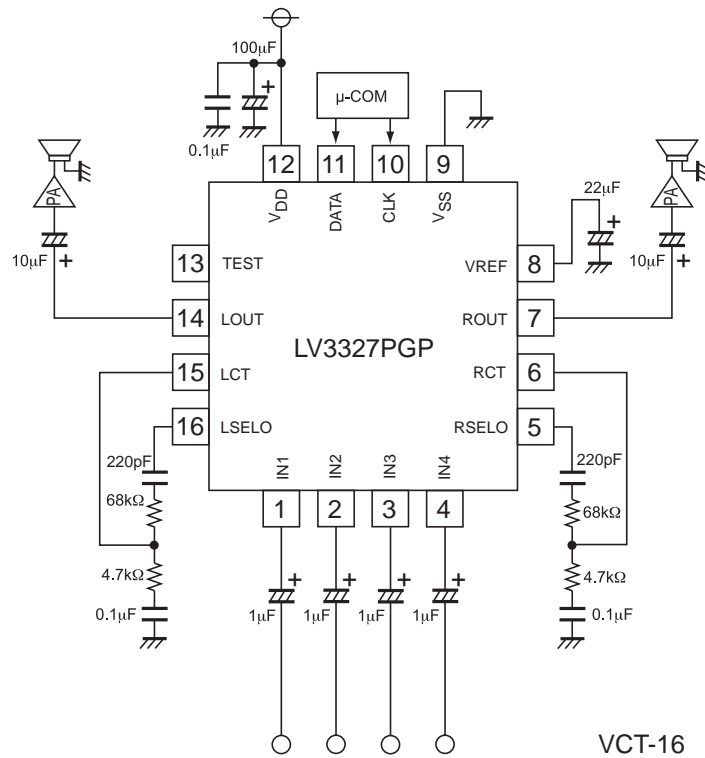 100μF
0.1μF
μ-COM
12
11
10
9
VDD
DATA
CLK
VSS
PA
10μF
+
+
22μF
+
PA
10μF
+
13
TEST
VREF
8
14
LOUT
ROUT
7
LV3327PGP
15
LCT
RCT
6
16
LSELO
RSELO
5
IN1
IN2
IN3
IN4
1
2
3
4
220pF
68kΩ
4.7kΩ
0.1μF
220pF
68kΩ
4.7kΩ
0.1μF
+
+
+
+
1μF
1μF
1μF
1μF
VCT-16